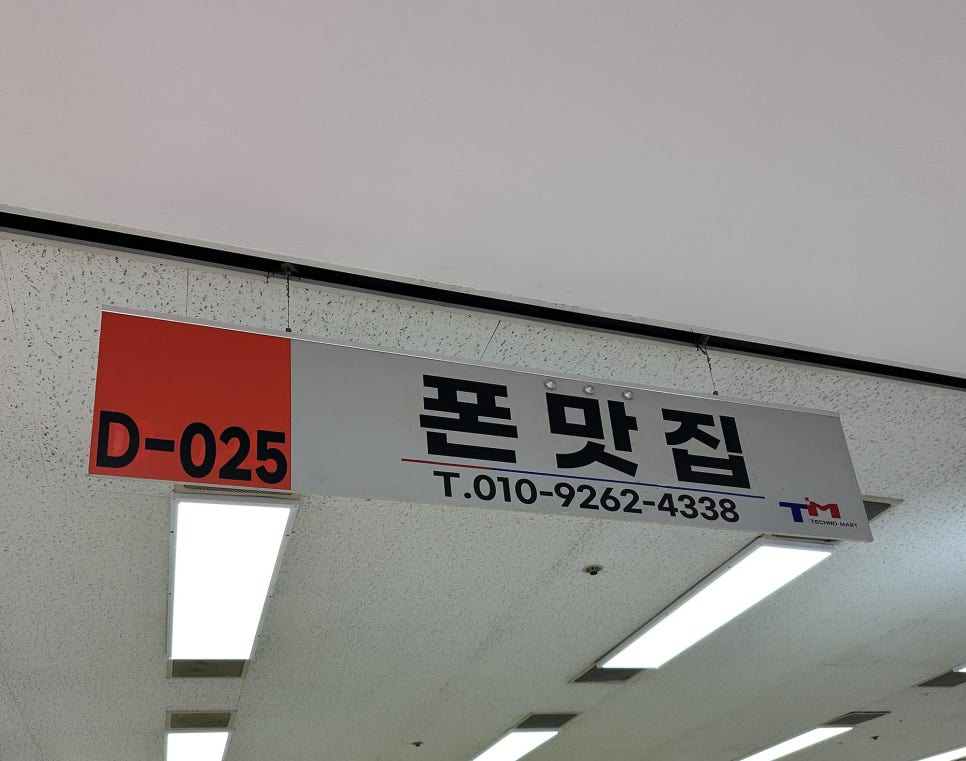 D-025
폰맛집
T.010-9262-4338
TM
TECHNO-MART